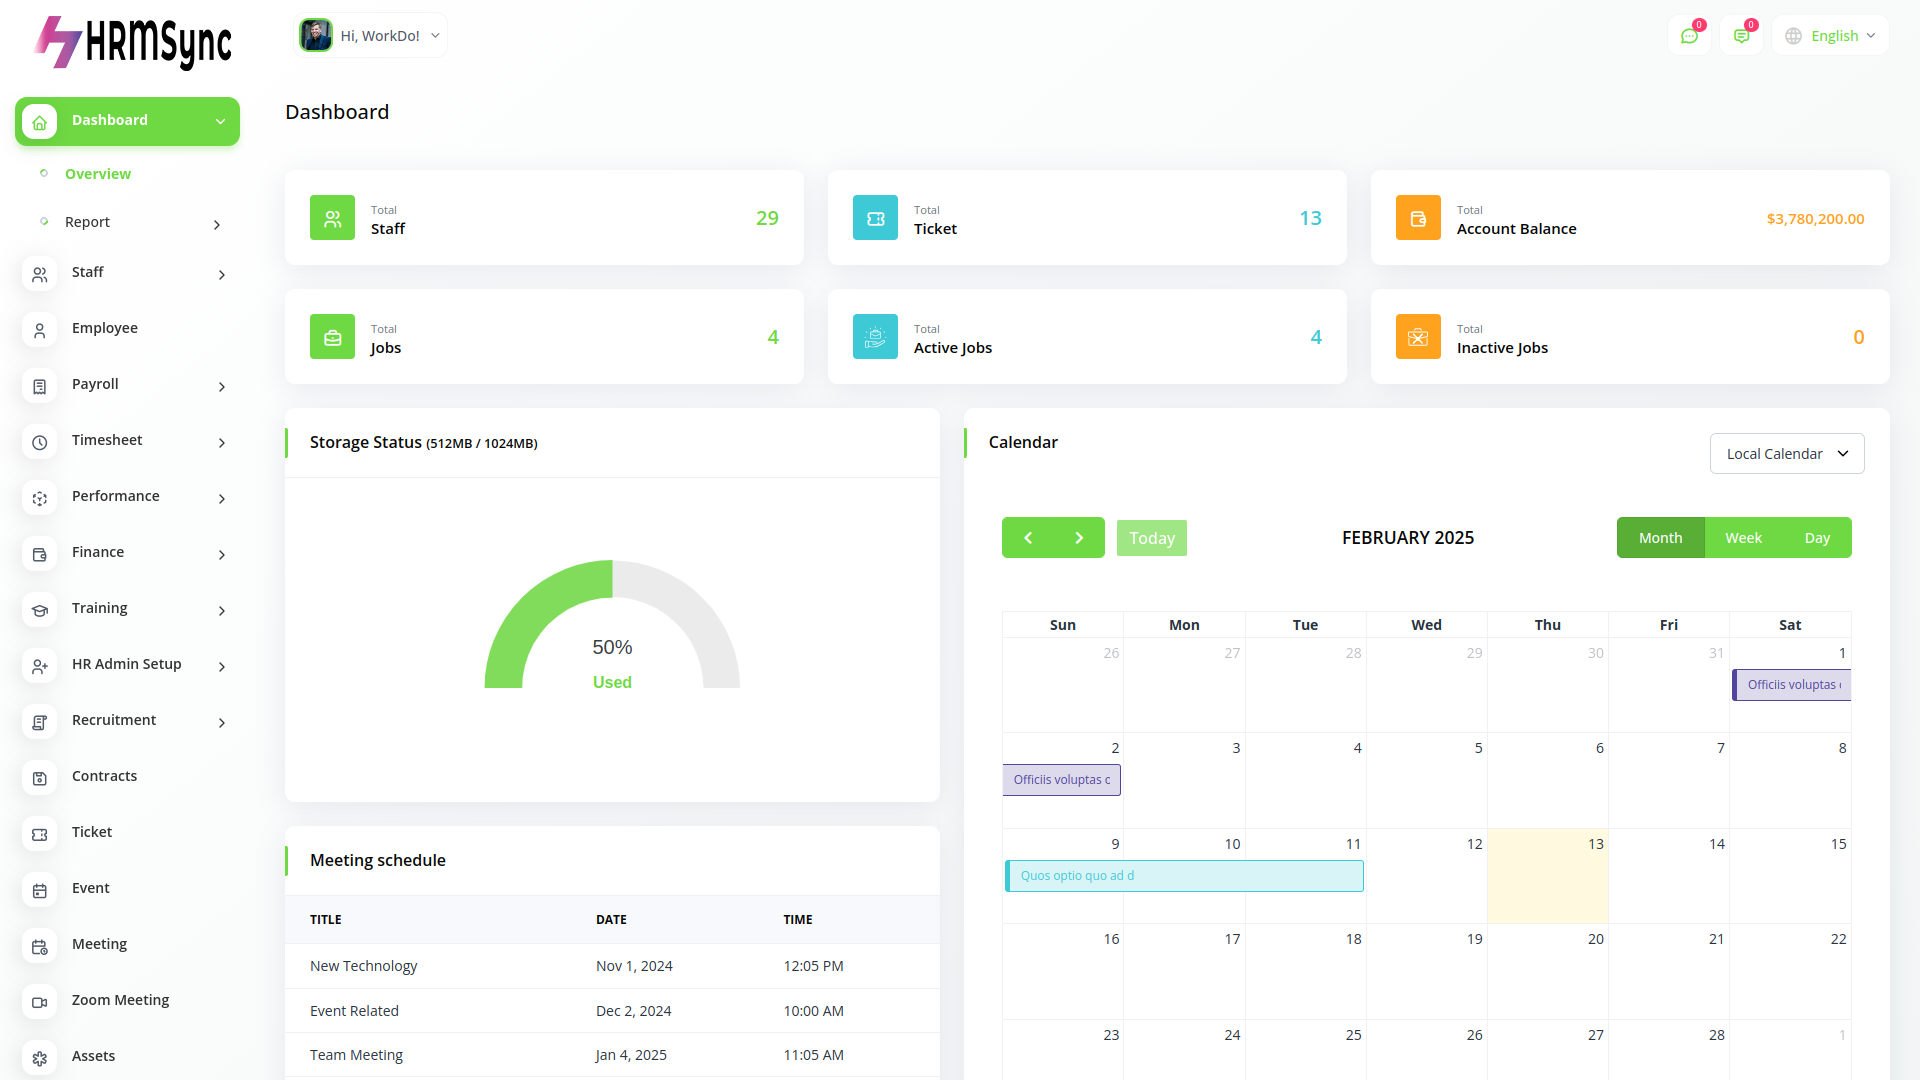 HRMSync
Hi, WorkDo!
0
0
English
Dashboard
Overview
Report
Staff
Employee
Payroll
Timesheet
Performance
Finance
Training
HR Admin Setup
Recruitment
Contracts
Ticket
Event
Meeting
Zoom Meeting
Assets
Dashboard
Total
Staff
29
Total
Ticket
13
Total
Account Balance
$3,780,200.00
Total
Jobs
4
Total
Active Jobs
4
Total
Inactive Jobs
0
Storage Status (512MB / 1024MB)
50%
Used
Meeting schedule
TITLE DATE TIME
New Technology Nov 1, 2024 12:05 PM
Event Related Dec 2, 2024 10:00 AM
Team Meeting Jan 4, 2025 11:05 AM
Calendar
Local Calendar
Today
FEBRUARY 2025
Month Week Day
Sun Mon Tue Wed Thu Fri Sat
26 27 28 29 30 31 1
Officiis voluptas
2 3 4 5 6 7 8
Officiis voluptas c
9 10 11 12 13 14 15
Quos optio quo ad d
16 17 18 19 20 21 22
23 24 25 26 27 28 1